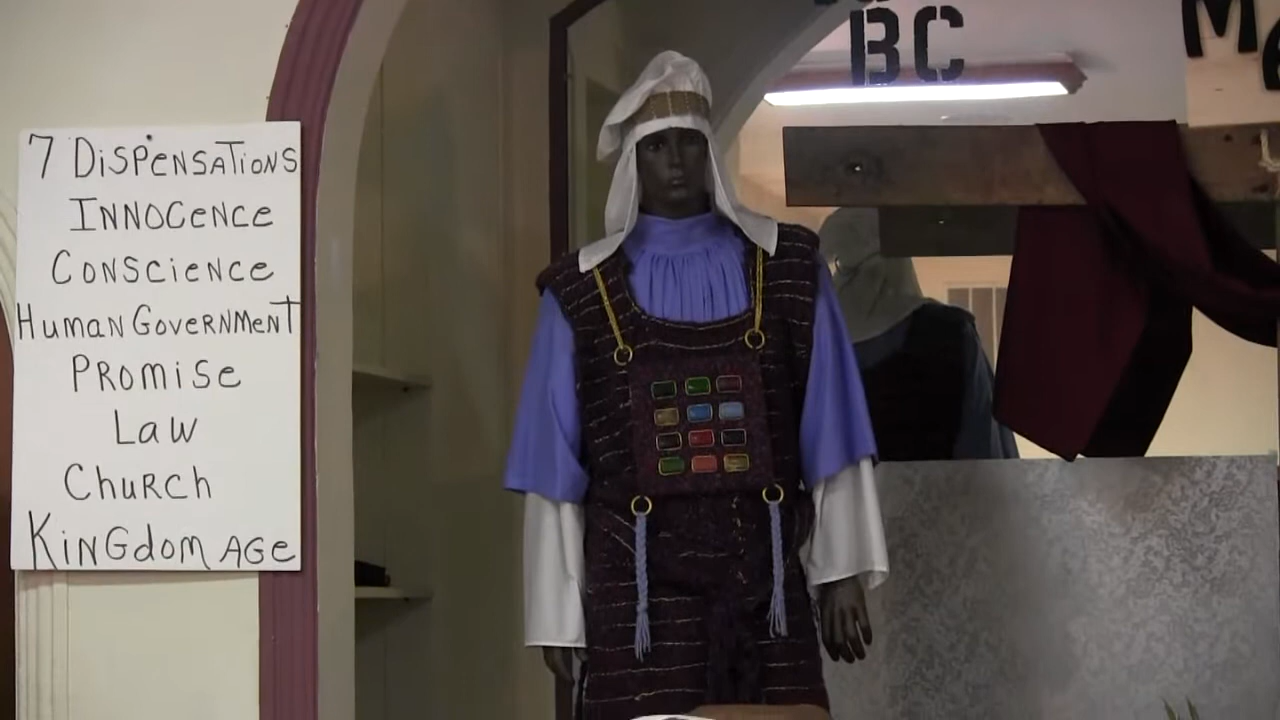 7 DISPENSATIONS
INNOCENCE
CONSCIENCE
HUMAN GOVERNMENT
PROMISE
LAW
CHURCH
KINGDOM AGE
BC